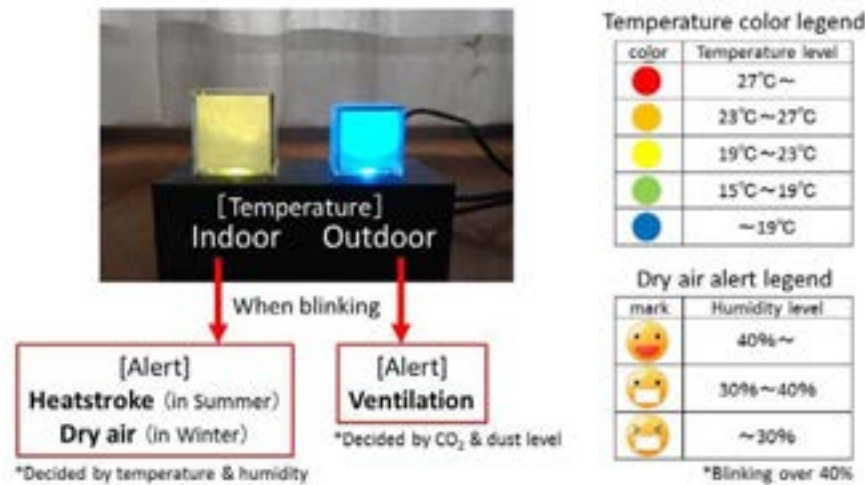 [Temperature]
Indoor Outdoor
When blinking
[Alert]
Heatstroke (in Summer)
Dry air (in Winter)
*Decided by temperature & humidity
[Alert]
Ventilation
*Decided by CO₂ & dust level
Temperature color legend
color Temperature level
27℃～
23℃～27℃
19℃～23℃
15℃～19℃
～19℃
Dry air alert legend
mark Humidity level
40%～
30%～40%
～30%
*Blinking over 40%